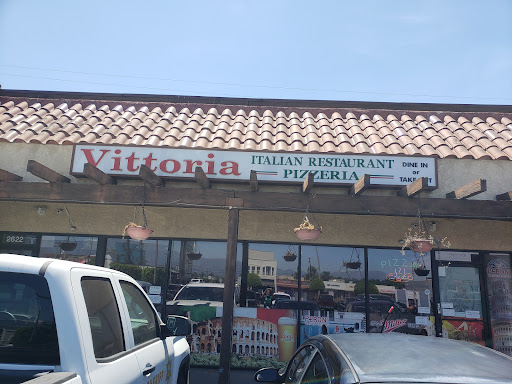 Vittoria
ITALIAN RESTAURANT
PIZZERIA
DINE IN
or
TAKE OUT
2622